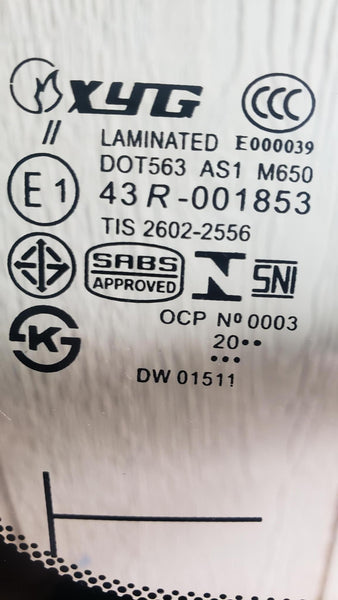 XYG
CCC
// LAMINATED E000039
DOT563 AS1 M650
E1 43R-001853
TIS 2602-2556
SABS
APPROVED
SNI
OCP Nº 0003
20••
K
•••
DW 01511